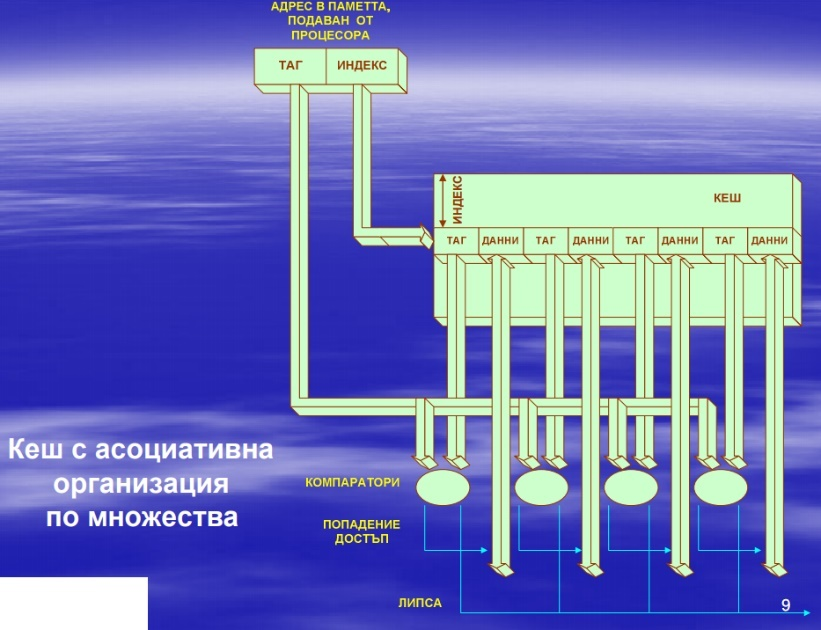 АДРЕС В ПАМЕТТА,
ПОДАВАН ОТ
ПРОЦЕСОРА
ТАГ ИНДЕКС
ИНДЕКС
КЕШ
ТАГ ДАННИ ТАГ ДАННИ ТАГ ДАННИ ТАГ ДАННИ
Кеш с асоциативна
организация
по множества
КОМПАРАТОРИ
ПОПАДЕНИЕ
ДОСТЪП
ЛИПСА
9